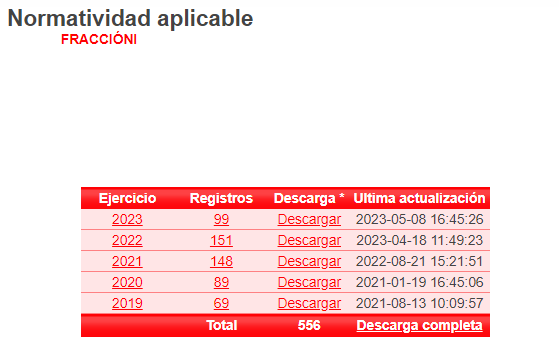 Normatividad aplicable
FRACCIÓNI
Ejercicio Registros Descarga * Ultima actualización
2023 99 Descargar 2023-05-08 16:45:26
2022 151 Descargar 2023-04-18 11:49:23
2021 148 Descargar 2022-08-21 15:21:51
2020 89 Descargar 2021-01-19 16:45:06
2019 69 Descargar 2021-08-13 10:09:57
Total 556 Descarga completa